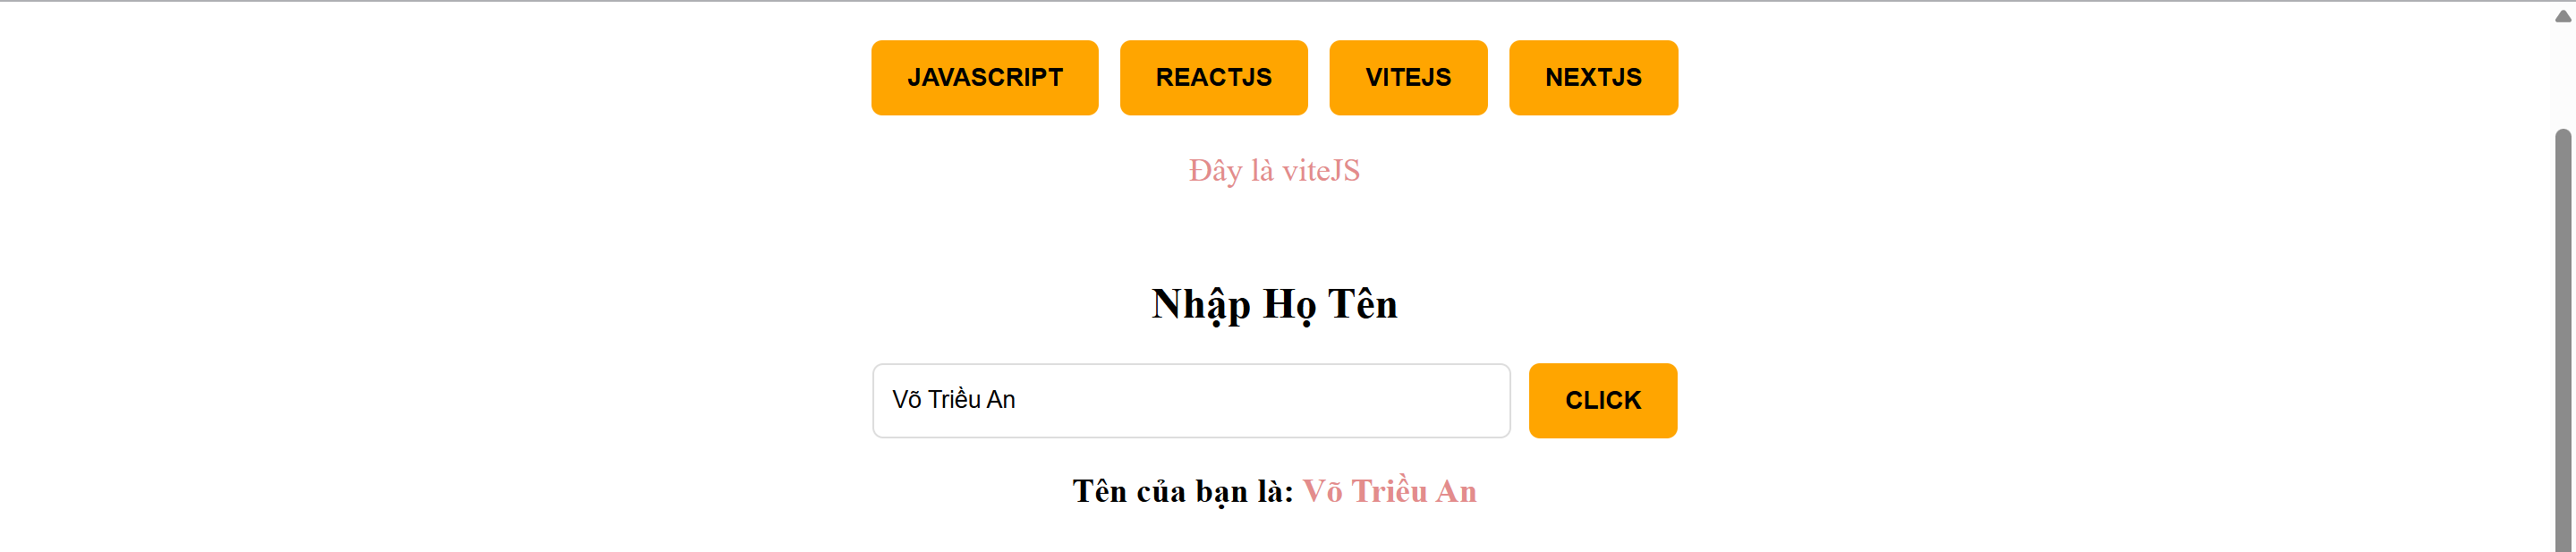 JAVASCRIPT REACTJS VITEJS NEXTJS
Đây là viteJS
Nhập Họ Tên
Võ Triều An CLICK
Tên của bạn là: Võ Triều An